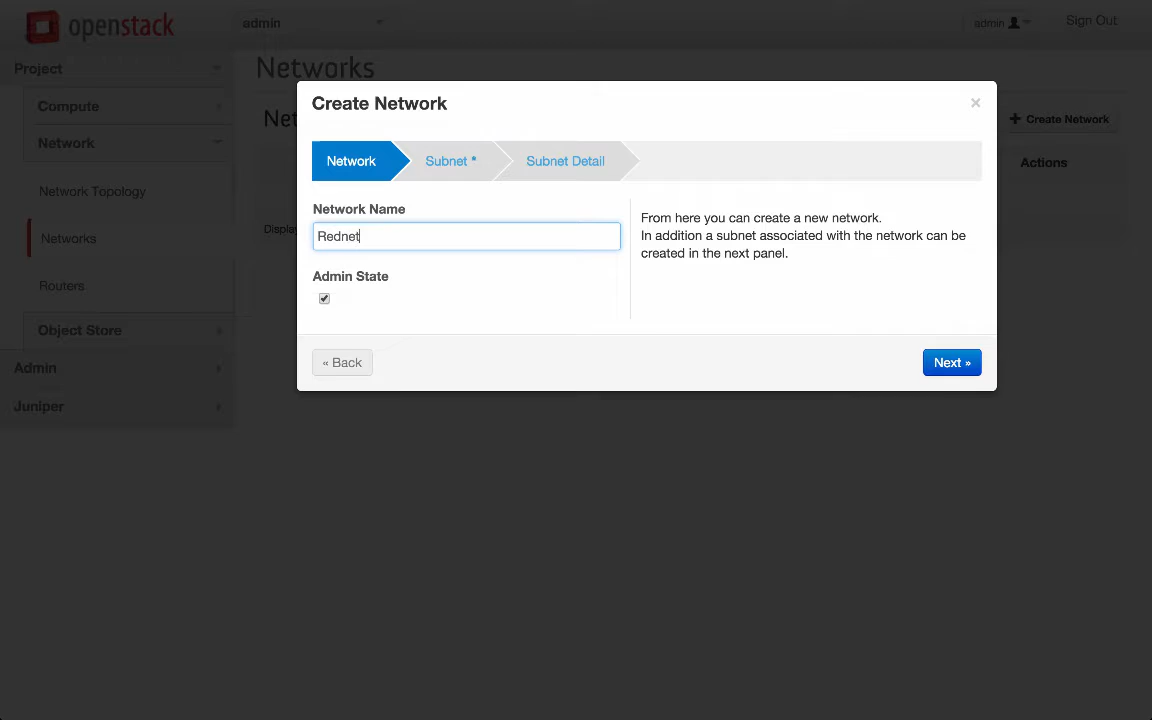 openstack
admin
admin
Sign Out
Project
Compute
Network
Network Topology
Networks
Routers
Object Store
Admin
Juniper
Networks
Net
+ Create Network
Actions
Display
Create Network
×
Network
Subnet *
Subnet Detail
Network Name
Rednet
Admin State
From here you can create a new network.
In addition a subnet associated with the network can be
created in the next panel.
« Back
Next »